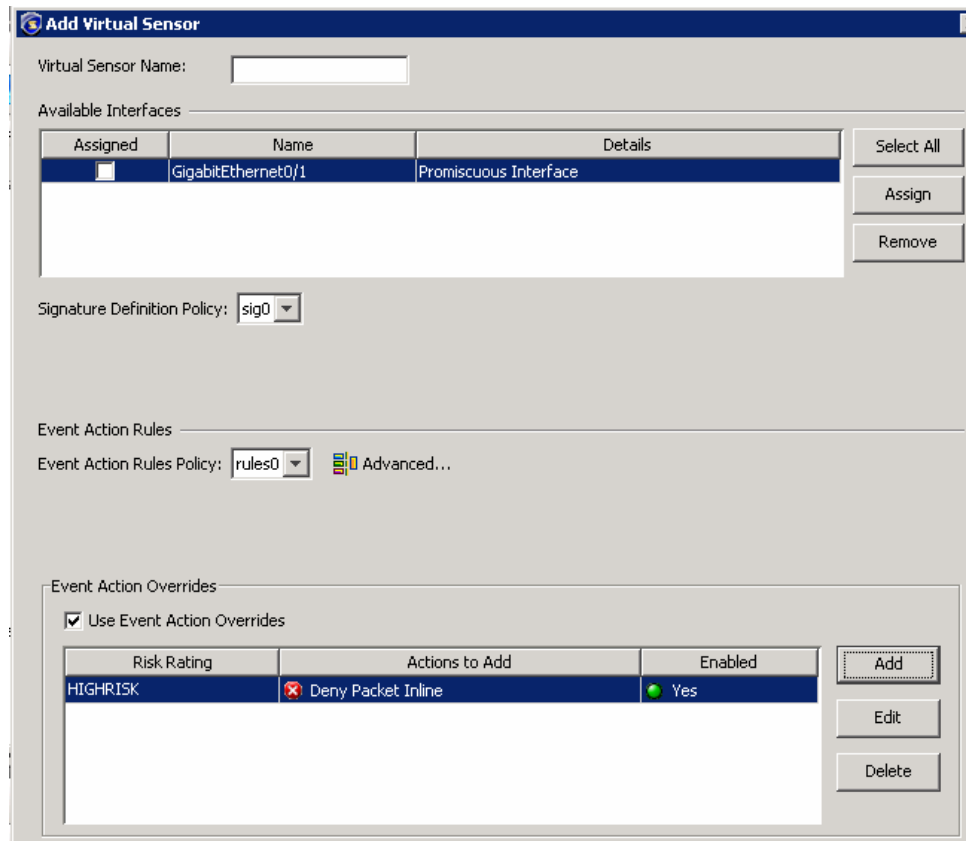 Add Virtual Sensor
Virtual Sensor Name:
Available Interfaces
Assigned Name Details
GigabitEthernet0/1 Promiscuous Interface
Select All
Assign
Remove
Signature Definition Policy: sig0
Event Action Rules
Event Action Rules Policy: rules0 Advanced...
Event Action Overrides
Use Event Action Overrides
Risk Rating Actions to Add Enabled
HIGHRISK Deny Packet Inline Yes
Add
Edit
Delete